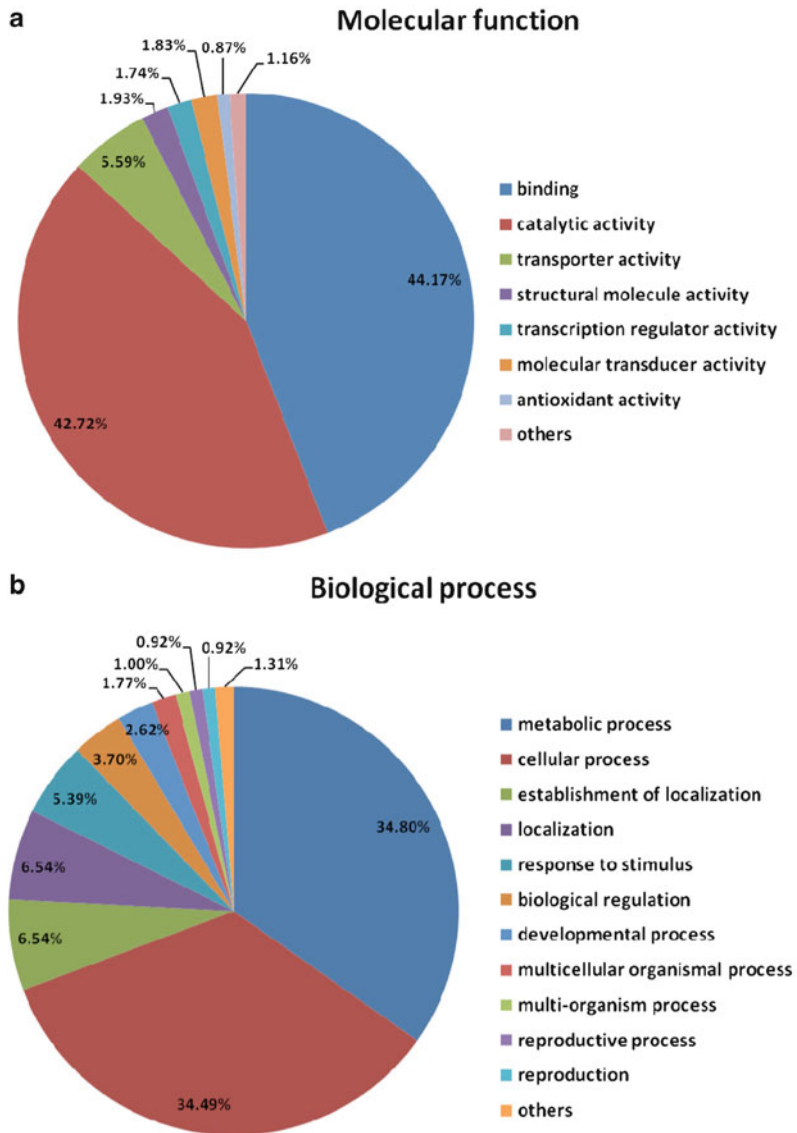 a
Molecular function
1.83%
0.87%
1.74%
1.16%
1.93%
5.59%
44.17%
42.72%
binding
catalytic activity
transporter activity
structural molecule activity
transcription regulator activity
molecular transducer activity
antioxidant activity
others
b
Biological process
0.92%
0.92%
1.00%
1.31%
1.77%
2.62%
3.70%
5.39%
6.54%
6.54%
34.80%
34.49%
metabolic process
cellular process
establishment of localization
localization
response to stimulus
biological regulation
developmental process
multicellular organismal process
multi-organism process
reproductive process
reproduction
others